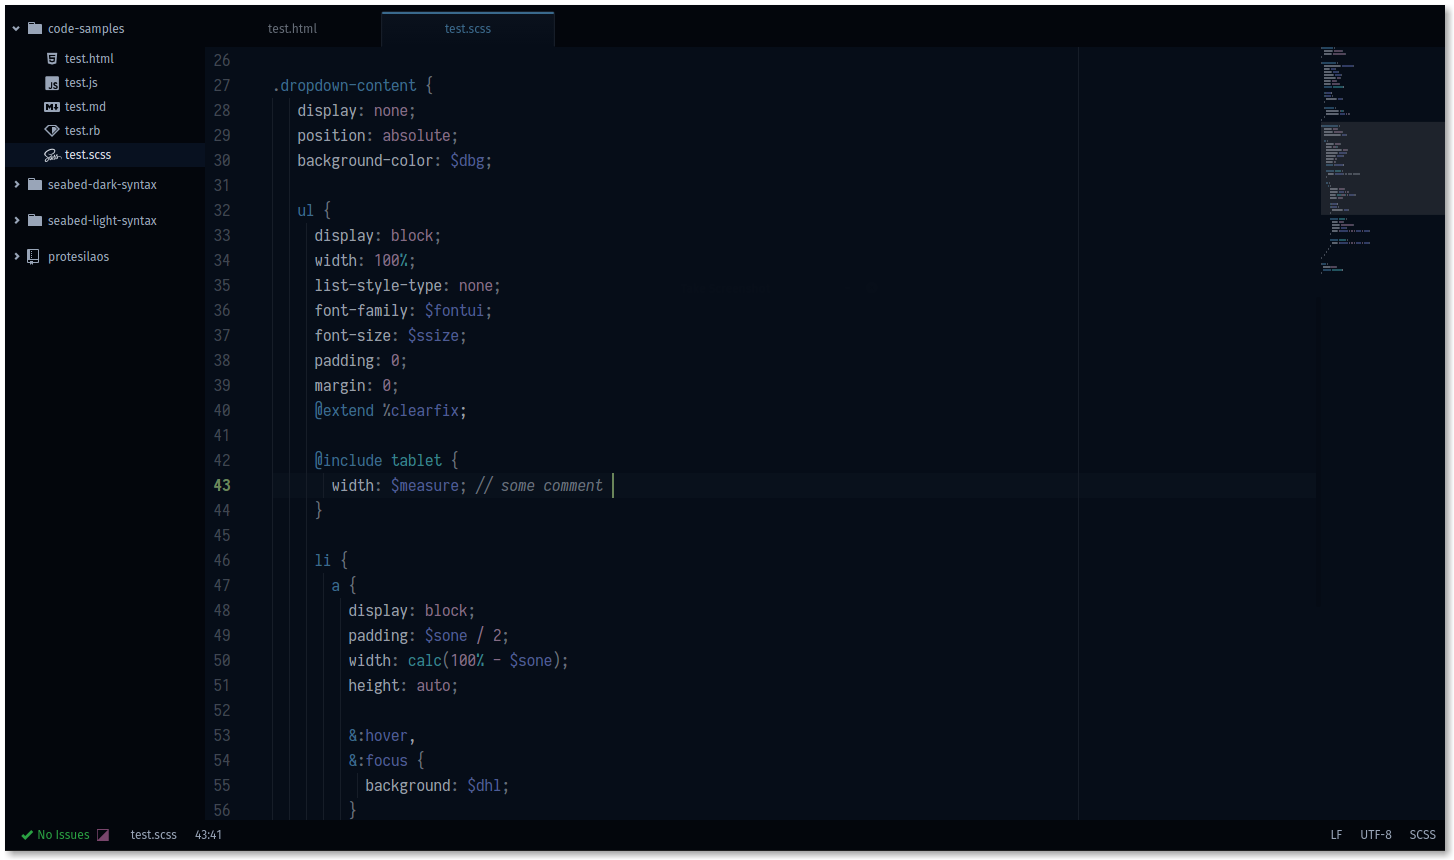 code-samples
test.html
test.js
test.md
test.rb
test.scss
seabed-dark-syntax
seabed-light-syntax
protesilaos
test.html
test.scss
26
27 .dropdown-content {
28 display: none;
29 position: absolute;
30 background-color: $dbg;
31
32 ul {
33 display: block;
34 width: 100%;
35 list-style-type: none;
36 font-family: $fontui;
37 font-size: $ssize;
38 padding: 0;
39 margin: 0;
40 @extend %clearfix;
41
42 @include tablet {
43 width: $measure; // some comment
44 }
45
46 li {
47 a {
48 display: block;
49 padding: $sone / 2;
50 width: calc(100% - $sone);
51 height: auto;
52
53 &:hover,
54 &:focus {
55 background: $dhl;
56 }
No Issues test.scss 43:41 LF UTF-8 SCSS